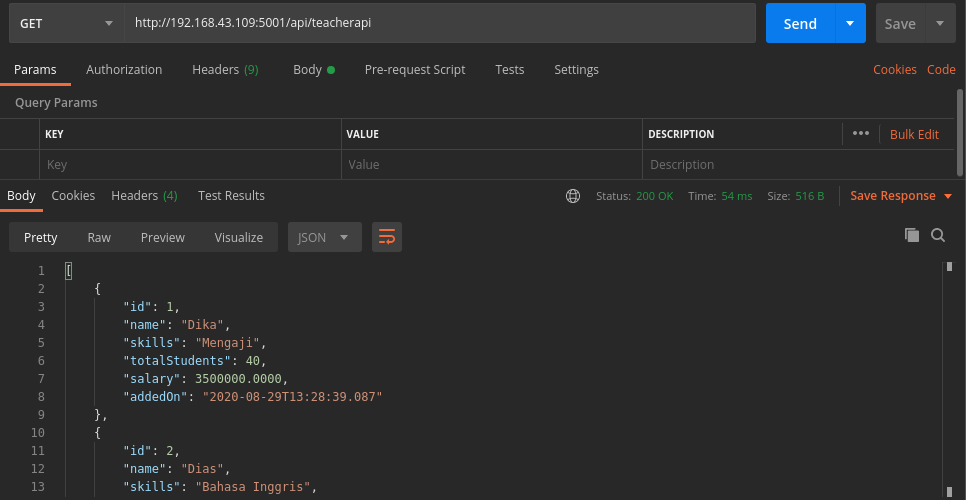 GET http://192.168.43.109:5001/api/teacherapi Send Save
Params Authorization Headers (9) Body Pre-request Script Tests Settings Cookies Code
Query Params
KEY VALUE DESCRIPTION ••• Bulk Edit
Key Value Description
Body Cookies Headers (4) Test Results Status: 200 OK Time: 54 ms Size: 516 B Save Response
Pretty Raw Preview Visualize JSON
1 [
2 {
3 "id": 1,
4 "name": "Dika",
5 "skills": "Mengaji",
6 "totalStudents": 40,
7 "salary": 3500000.0000,
8 "addedOn": "2020-08-29T13:28:39.087"
9 },
10 {
11 "id": 2,
12 "name": "Dias",
13 "skills": "Bahasa Inggris",